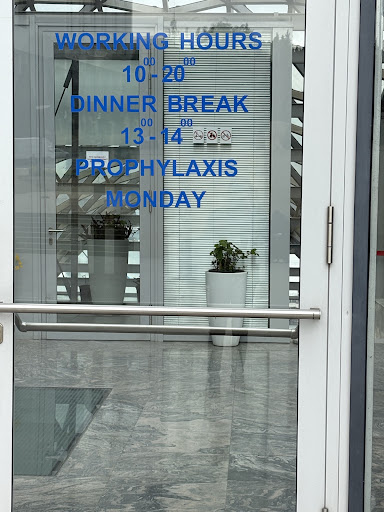 WORKING HOURS
10⁰⁰-20⁰⁰
DINNER BREAK
13⁰⁰-14⁰⁰
PROPHYLAXIS
MONDAY